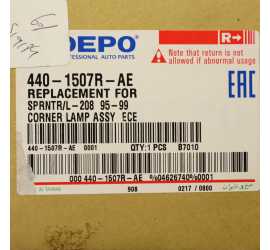 DEPO
PROFESSIONAL AUTO PARTS
R
Note that return is not
allowed if abnormal usage
440-1507R-AE
REPLACEMENT FOR
SPRNTR/L-208 95-99
CORNER LAMP ASSY ECE
EAC
440-1507R-AE 0001 QTY:1 PCS B7010
000 440-1507R-AE
908 0217 / 0800